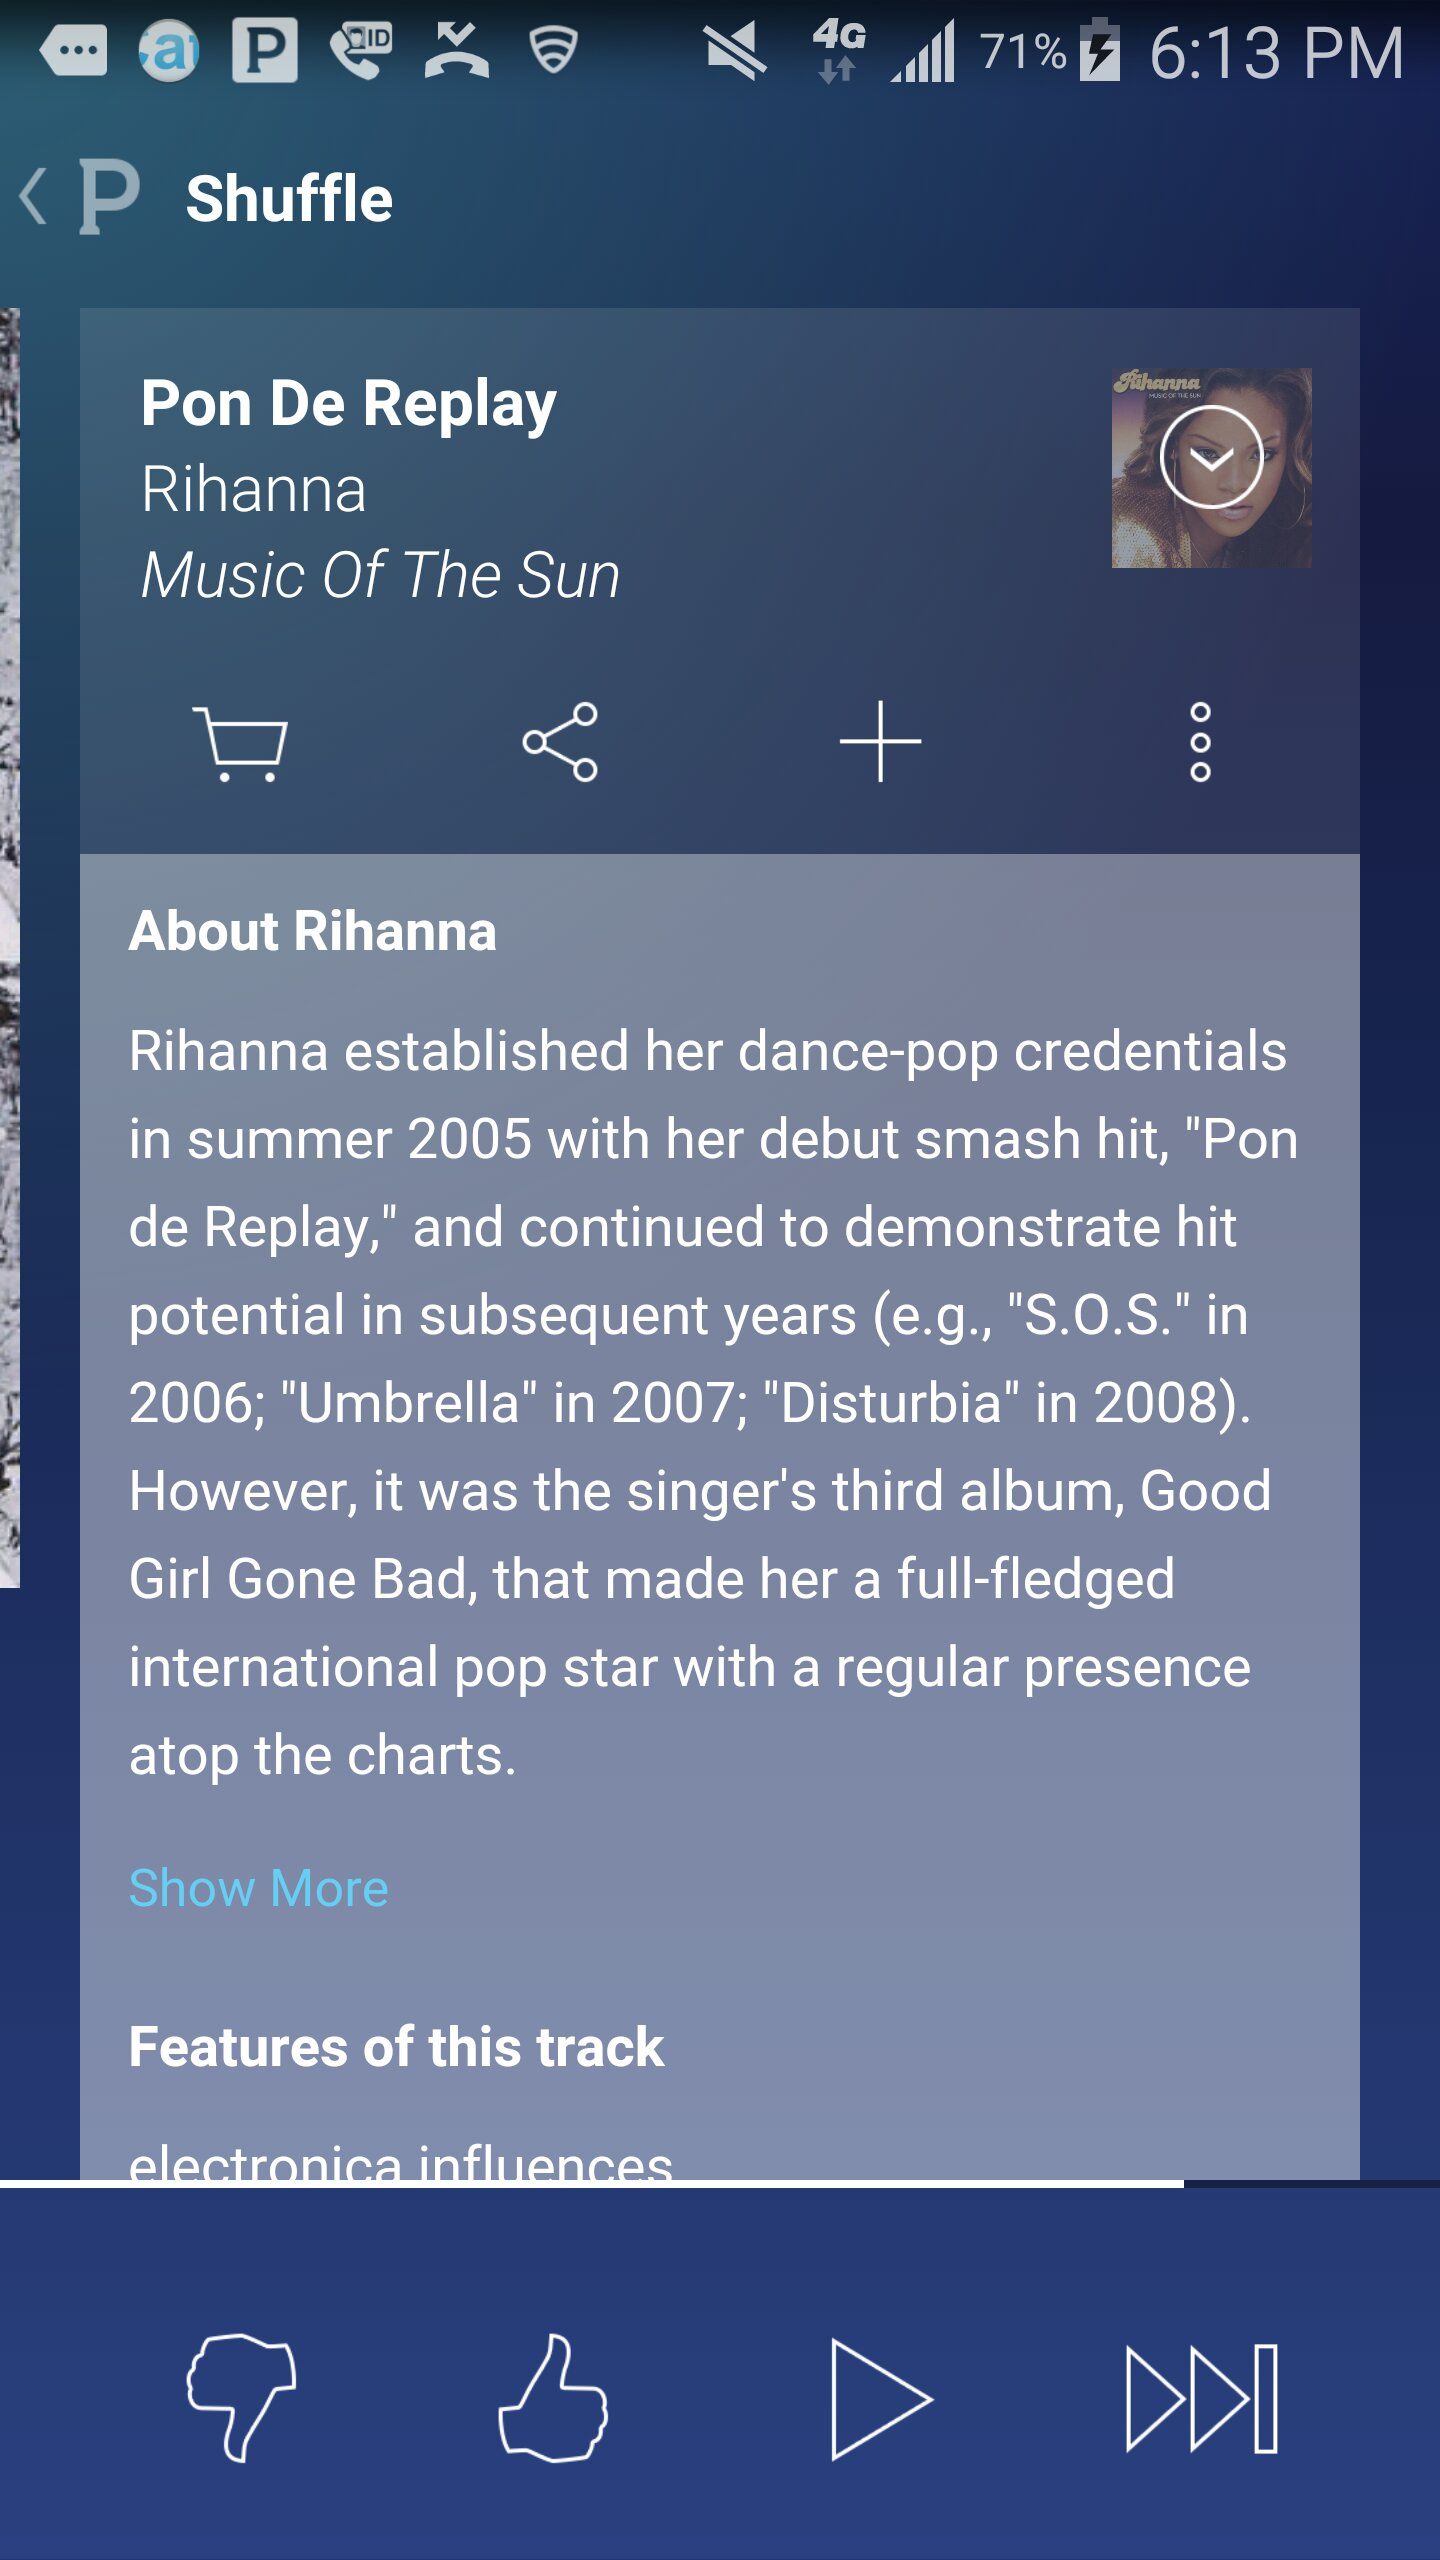 71% 6:13 PM
Shuffle
Pon De Replay
Rihanna
Music Of The Sun
Rihanna
MUSIC OF THE SUN
About Rihanna
Rihanna established her dance-pop credentials
in summer 2005 with her debut smash hit, "Pon
de Replay," and continued to demonstrate hit
potential in subsequent years (e.g., "S.O.S." in
2006; "Umbrella" in 2007; "Disturbia" in 2008).
However, it was the singer's third album, Good
Girl Gone Bad, that made her a full-fledged
international pop star with a regular presence
atop the charts.
Show More
Features of this track
electronica influences